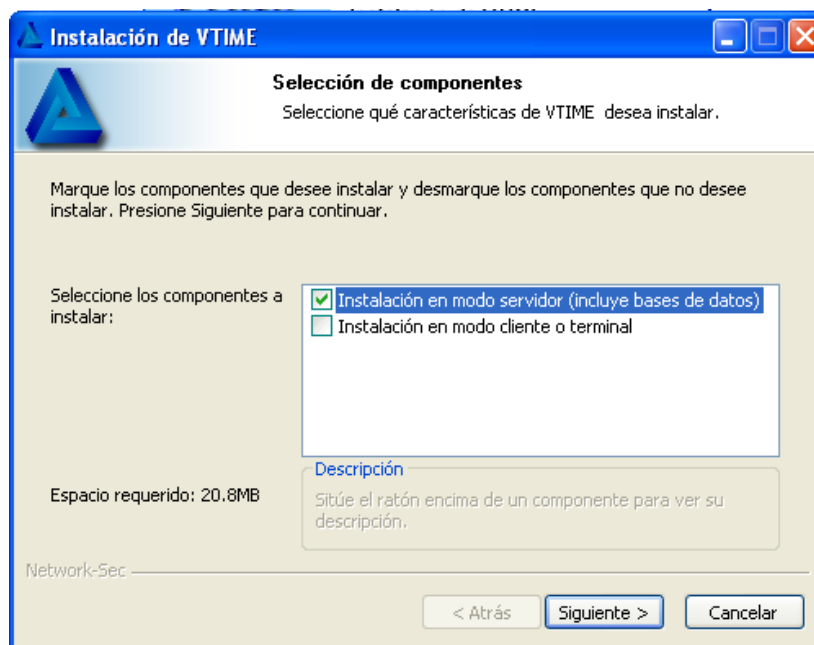 Instalación de VTIME
Selección de componentes
Seleccione qué características de VTIME desea instalar.
Marque los componentes que desee instalar y desmarque los componentes que no desee
instalar. Presione Siguiente para continuar.
Seleccione los componentes a
instalar:
Instalación en modo servidor (incluye bases de datos)
Instalación en modo cliente o terminal
Espacio requerido: 20.8MB
Descripción
Sitúe el ratón encima de un componente para ver su
descripción.
Network-Sec
< Atrás
Siguiente >
Cancelar